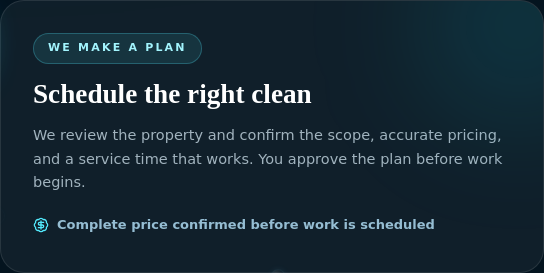 WE MAKE A PLAN
Schedule the right clean
We review the property and confirm the scope, accurate pricing,
and a service time that works. You approve the plan before work
begins.
Complete price confirmed before work is scheduled